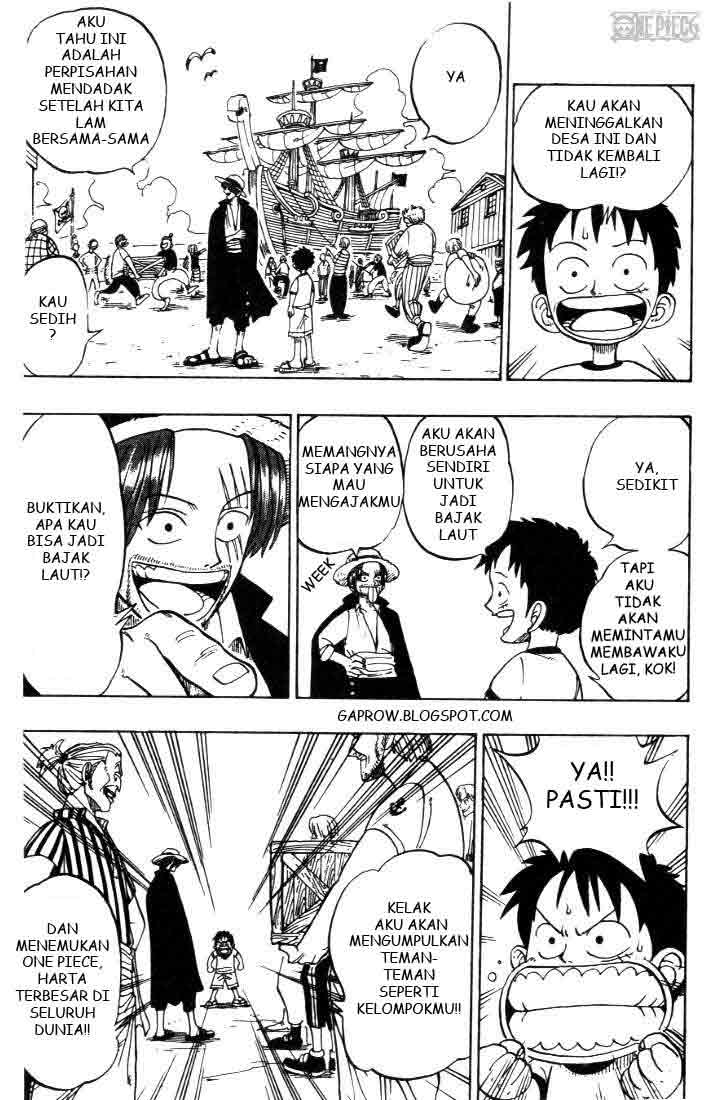 ONE PIECE
KAU AKAN
MENINGGALKAN
DESA INI DAN
TIDAK KEMBALI
LAGI!?
YA
AKU
TAHU INI
ADALAH
PERPISAHAN
MENDADAK
SETELAH KITA
LAM
BERSAMA-SAMA
KAU
SEDIH
?
YA,
SEDIKIT
TAPI
AKU
TIDAK
AKAN
MEMINTAMU
MEMBAWAKU
LAGI, KOK!
AKU AKAN
BERUSAHA
SENDIRI
UNTUK
JADI
BAJAK
LAUT
MEMANGNYA
SIAPA YANG
MAU
MENGAJAKMU
WEEK
BUKTIKAN,
APA KAU
BISA JADI
BAJAK
LAUT!?
GAPROW.BLOGSPOT.COM
YA!!
PASTI!!!
KELAK
AKU AKAN
MENGUMPULKAN
TEMAN-
TEMAN
SEPERTI
KELOMPOKMU!!
DAN
MENEMUKAN
ONE PIECE,
HARTA
TERBESAR DI
SELURUH
DUNIA!!